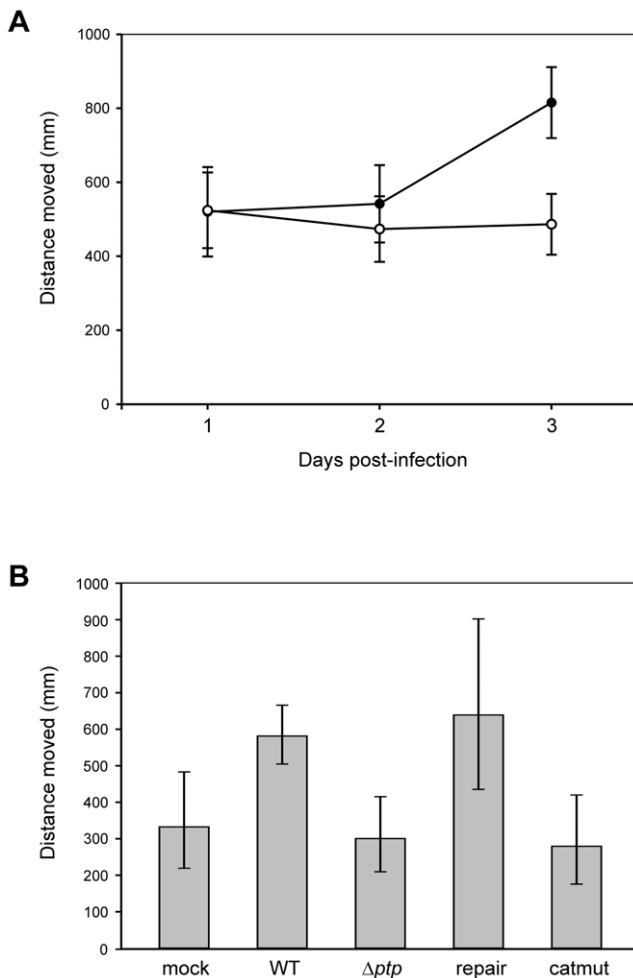 A
1000
800
600
400
200
0
Distance moved (mm)
1 2 3
Days post-infection
B
1000
900
800
700
600
500
400
300
200
100
0
Distance moved (mm)
mock WT Δptp repair catmut